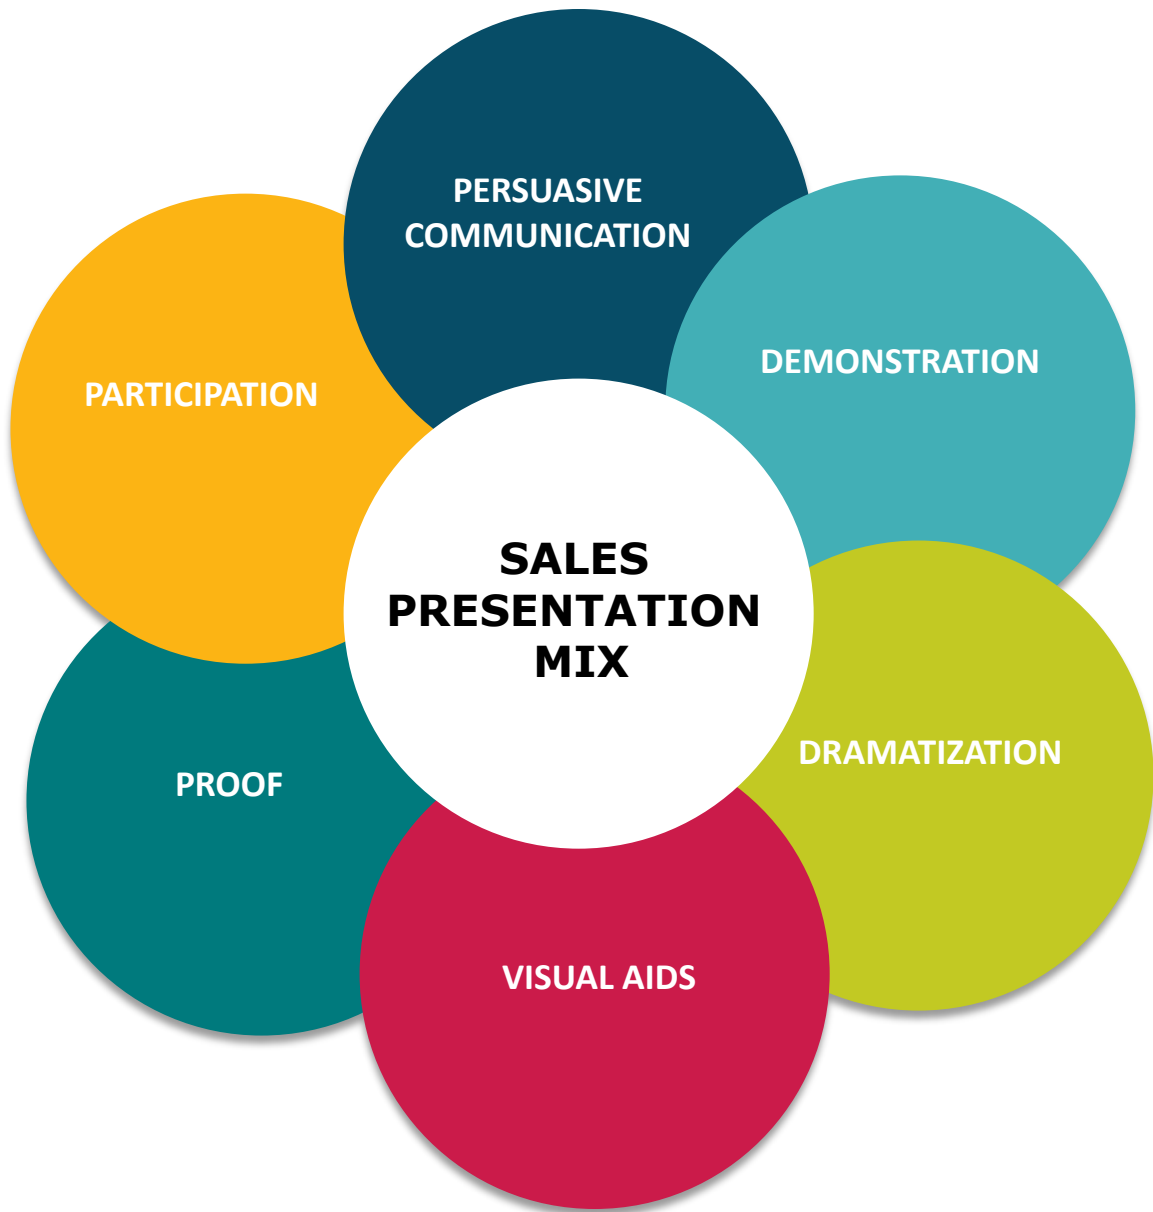 PERSUASIVE
COMMUNICATION
DEMONSTRATION
PARTICIPATION
SALES
PRESENTATION
MIX
DRAMATIZATION
PROOF
VISUAL AIDS